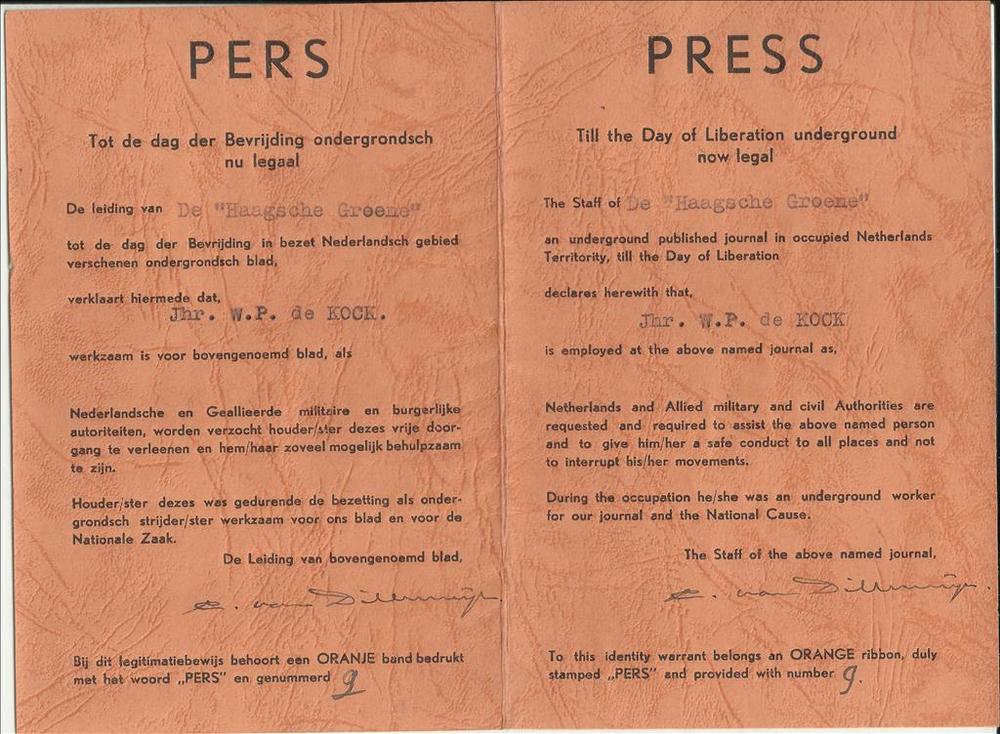 PERS
Tot de dag der Bevrijding ondergrondsch
nu legaal
De leiding van De "Haagsche Groene"
tot de dag der Bevrijding in bezet Nederlandsch gebied
verschenen ondergrondsch blad,
verklaart hiermede dat,
Jhr. W.P. de KOCK.
werkzaam is voor bovengenoemd blad, als
Nederlandsche en Geallieerde militaire en burgerlijke
autoriteiten, worden verzocht houder/ster dezes vrije door-
gang te verleenen en hem/haar zoveel mogelijk behulpzaam
te zijn.
Houder/ster dezes was gedurende de bezetting als onder-
grondsch strijder/ster werkzaam voor ons blad en voor de
Nationale Zaak.
De Leiding van bovengenoemd blad,
Bij dit legitimatiebewijs behoort een ORANJE band bedrukt
met het woord „PERS” en genummerd 9
PRESS
Till the Day of Liberation underground
now legal
The Staff of De "Haagsche Groene"
an underground published journal in occupied Netherlands
Territority, till the Day of Liberation
declares herewith that,
Jhr. W.P. de KOCK
is employed at the above named journal as,
Netherlands and Allied military and civil Authorities are
requested and required to assist the above named person
and to give him/her a safe conduct to all places and not
to interrupt his/her movements.
During the occupation he/she was an underground worker
for our journal and the National Cause.
The Staff of the above named journal,
To this identity warrant belongs an ORANGE ribbon, duly
stamped „PERS” and provided with number 9.